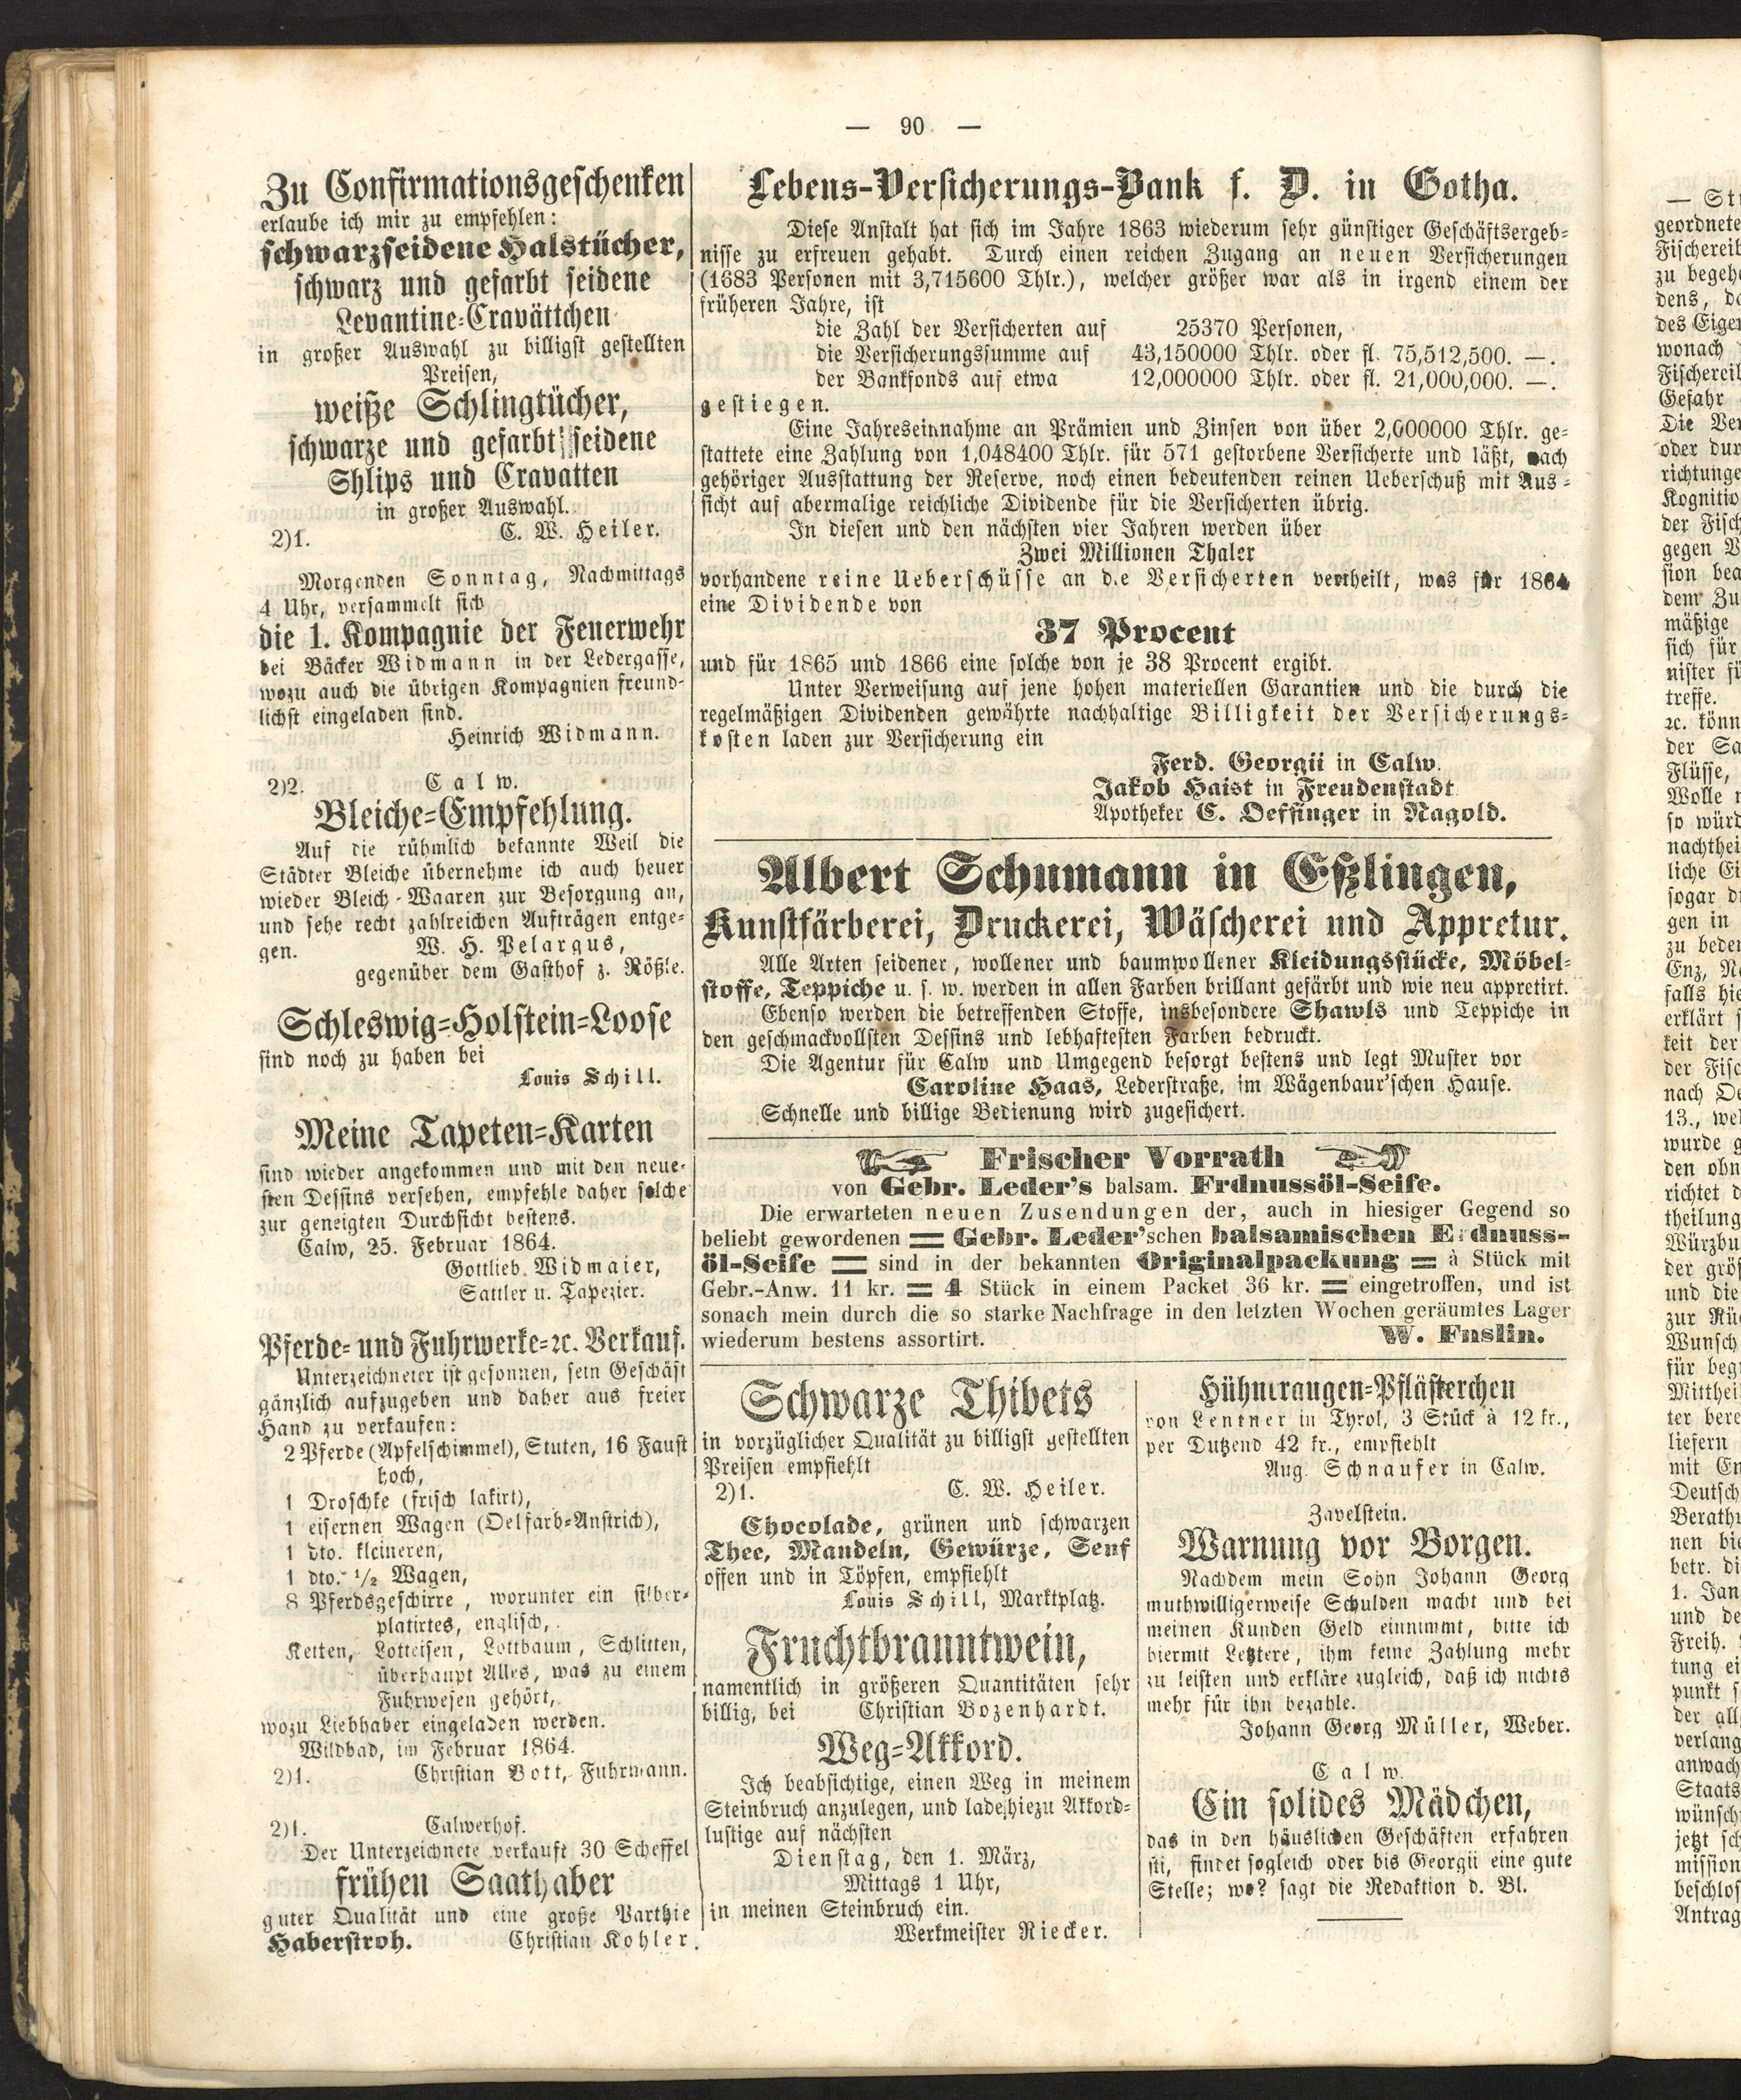 — 90 —
Zu Confirmationsgeschenken
erlaube ich mir zu empfehlen:
schwarzseidene Halstücher,
schwarz und gefarbt seidene
Levantine-Cravättchen
in großer Auswahl zu billigst gestellten
Preisen,
weiße Schlingtücher,
schwarze und gefarbt seidene
Shlips und Cravatten
in großer Auswahl.
2)1. C. W. Heiler.
Morgenden Sonntag, Nachmittags
4 Uhr, versammelt sich
die 1. Kompagnie der Feuerwehr
bei Bäcker Widmann in der Ledergasse,
wozu auch die übrigen Kompagnien freund-
lichst eingeladen sind.
Heinrich Widmann.
2)2. Calw.
Bleiche-Empfehlung.
Auf die rühmlich bekannte Weil die
Städter Bleiche übernehme ich auch heuer
wieder Bleich-Waaren zur Besorgung an,
und sehe recht zahlreichen Aufträgen entge-
gen. W. H. Pelargus,
gegenüber dem Gasthof z. Rößle.
Schleswig-Holstein-Loose
sind noch zu haben bei
Louis Schill.
Meine Tapeten-Karten
sind wieder angekommen und mit den neue-
sten Dessins versehen, empfehle daher solche
zur geneigten Durchsicht bestens.
Calw, 25. Februar 1864.
Gottlieb Widmaier,
Sattler u. Tapezier.
Pferde- und Fuhrwerke-ꝛc. Verkauf.
Unterzeichneter ist gesonnen, sein Geschäft
gänzlich aufzugeben und daher aus freier
Hand zu verkaufen:
2 Pferde (Apfelschimmel), Stuten, 16 Faust
hoch,
1 Droschke (frisch lakirt),
1 eisernen Wagen (Oelfarb-Anstrich),
1 dto. kleineren,
1 dto. 1/2 Wagen,
8 Pferdsgeschirre, worunter ein silber-
platirtes, englisch,
Ketten, Lotteisen, Lottbaum, Schlitten,
überhaupt Alles, was zu einem
Fuhrwesen gehört,
wozu Liebhaber eingeladen werden.
Wildbad, im Februar 1864.
2)1. Christian Bott, Fuhrmann.
2)1. Calwerhof.
Der Unterzeichnete verkauft 30 Scheffel
frühen Saathaber
guter Qualität und eine große Parthie
Haberstroh. Christian Kohler.
Lebens-Versicherungs-Bank f. D. in Gotha.
Diese Anstalt hat sich im Jahre 1863 wiederum sehr günstiger Geschäftsergeb-
nisse zu erfreuen gehabt. Durch einen reichen Zugang an neuen Versicherungen
(1683 Personen mit 3,715600 Thlr.), welcher größer war als in irgend einem der
früheren Jahre, ist
die Zahl der Versicherten auf 25370 Personen,
die Versicherungssumme auf 43,150000 Thlr. oder fl. 75,512,500. —.
der Bankfonds auf etwa 12,000000 Thlr. oder fl. 21,000,000. —.
gestiegen.
Eine Jahreseinnahme an Prämien und Zinsen von über 2,000000 Thlr. ge-
stattete eine Zahlung von 1,048400 Thlr. für 571 gestorbene Versicherte und läßt, nach
gehöriger Ausstattung der Reserve, noch einen bedeutenden reinen Ueberschuß mit Aus-
sicht auf abermalige reichliche Dividende für die Versicherten übrig.
In diesen und den nächsten vier Jahren werden über
Zwei Millionen Thaler
vorhandene reine Ueberschüsse an die Versicherten vertheilt, was für 1864
eine Dividende von
37 Procent
und für 1865 und 1866 eine solche von je 38 Procent ergibt.
Unter Verweisung auf jene hohen materiellen Garantien und die durch die
regelmäßigen Dividenden gewährte nachhaltige Billigkeit der Versicherungs-
kosten laden zur Versicherung ein
Ferd. Georgii in Calw.
Jakob Haist in Freudenstadt
Apotheker C. Oeffinger in Nagold.
Albert Schumann in Eßlingen,
Kunstfärberei, Druckerei, Wäscherei und Appretur.
Alle Arten seidener, wollener und baumwollener Kleidungsstücke, Möbel-
stoffe, Teppiche u. s. w. werden in allen Farben brillant gefärbt und wie neu appretirt.
Ebenso werden die betreffenden Stoffe, insbesondere Shawls und Teppiche in
den geschmackvollsten Dessins und lebhaftesten Farben bedruckt.
Die Agentur für Calw und Umgegend besorgt bestens und legt Muster vor
Caroline Haas, Lederstraße, im Wägenbaur'schen Hause.
Schnelle und billige Bedienung wird zugesichert.
Frischer Vorrath
von Gebr. Leder's balsam. Erdnussöl-Seife.
Die erwarteten neuen Zusendungen der, auch in hiesiger Gegend so
beliebt gewordenen = Gebr. Leder'schen balsamischen Erdnuss-
öl-Seife = sind in der bekannten Originalpackung = à Stück mit
Gebr.-Anw. 11 kr. = 4 Stück in einem Packet 36 kr. = eingetroffen, und ist
sonach mein durch die so starke Nachfrage in den letzten Wochen geräumtes Lager
wiederum bestens assortirt. W. Enslin.
Schwarze Thibets
in vorzüglicher Qualität zu billigst gestellten
Preisen empfiehlt
2)1. C. W. Heiler.
Chocolade, grünen und schwarzen
Thee, Mandeln, Gewürze, Senf
offen und in Töpfen, empfiehlt
Louis Schill, Marktplatz.
Fruchtbranntwein,
namentlich in größeren Quantitäten sehr
billig, bei Christian Bozenhardt.
Weg-Akkord.
Ich beabsichtige, einen Weg in meinem
Steinbruch anzulegen, und lade hiezu Akkord-
lustige auf nächsten
Dienstag, den 1. März,
Mittags 1 Uhr,
in meinen Steinbruch ein.
Werkmeister Riecker.
Hühneraugen-Pflästerchen
von Lentner in Tyrol, 3 Stück à 12 kr.,
per Dutzend 42 kr., empfiehlt
Aug. Schnaufer in Calw.
Zavelstein.
Warnung vor Borgen.
Nachdem mein Sohn Johann Georg
muthwilligerweise Schulden macht und bei
meinen Kunden Geld einnimmt, bitte ich
hiermit Letztere, ihm keine Zahlung mehr
zu leisten und erkläre zugleich, daß ich nichts
mehr für ihn bezahle.
Johann Georg Müller, Weber.
Calw.
Ein solides Mädchen,
das in den häuslichen Geschäften erfahren
ist, findet sogleich oder bis Georgii eine gute
Stelle; wo? sagt die Redaktion d. Bl.